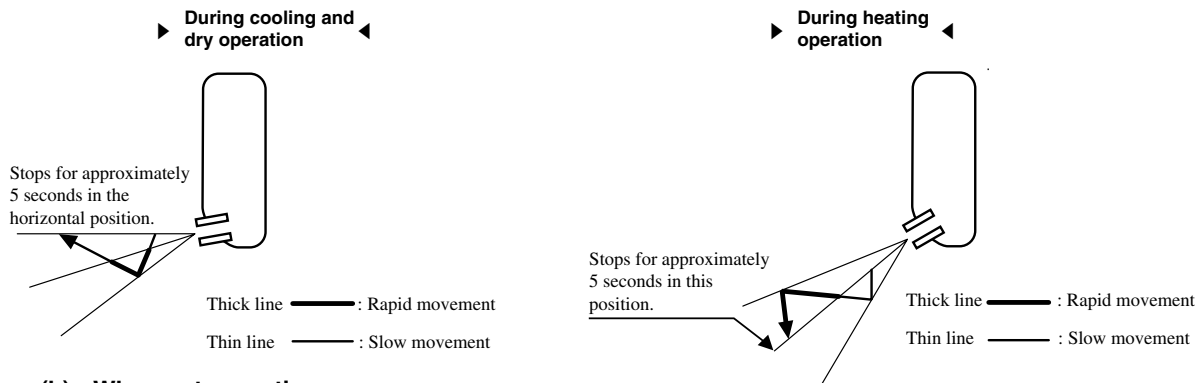 During cooling and
dry operation
Stops for approximately
5 seconds in the
horizontal position.
Thick line : Rapid movement
Thin line : Slow movement
During heating
operation
Stops for approximately
5 seconds in this
position.
Thick line : Rapid movement
Thin line : Slow movement